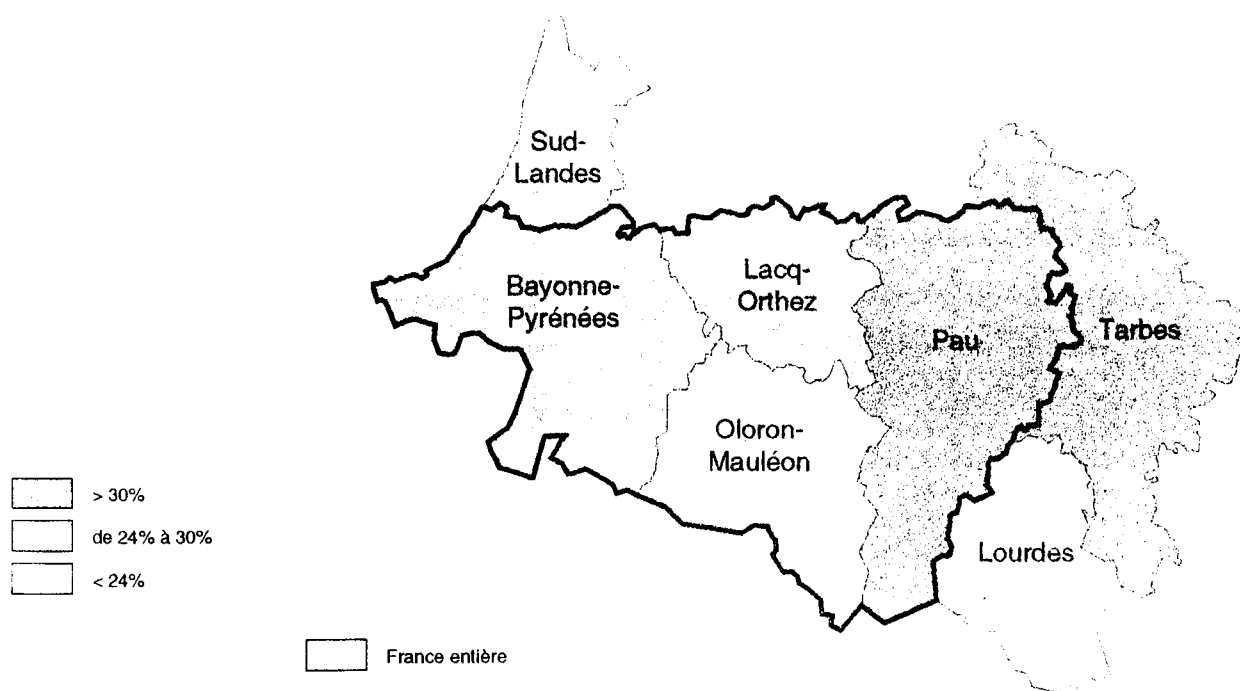 Sud-
Landes
Bayonne-
Pyrénées
Lacq-
Orthez
Pau
Tarbes
Oloron-
Mauléon
Lourdes
> 30%
de 24% à 30%
< 24%
France entière